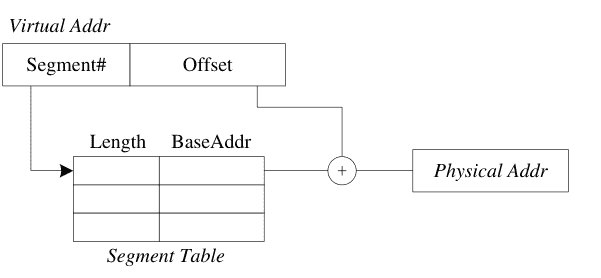 Virtual Addr
Segment# Offset
Length BaseAddr
+ Physical Addr
Segment Table